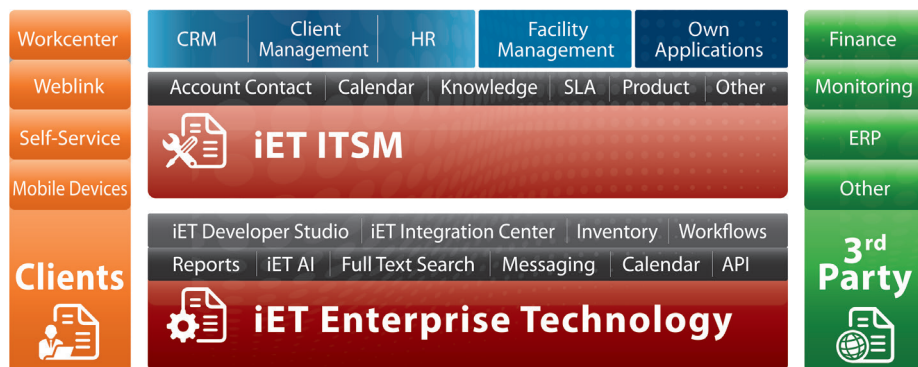 Workcenter
Weblink
Self-Service
Mobile Devices
Clients
CRM
Client
Management
HR
Facility
Management
Own
Applications
Account Contact
Calendar
Knowledge
SLA
Product
Other
iET ITSM
iET Developer Studio
iET Integration Center
Inventory
Workflows
Reports
iET AI
Full Text Search
Messaging
Calendar
API
iET Enterprise Technology
Finance
Monitoring
ERP
Other
3rd
Party